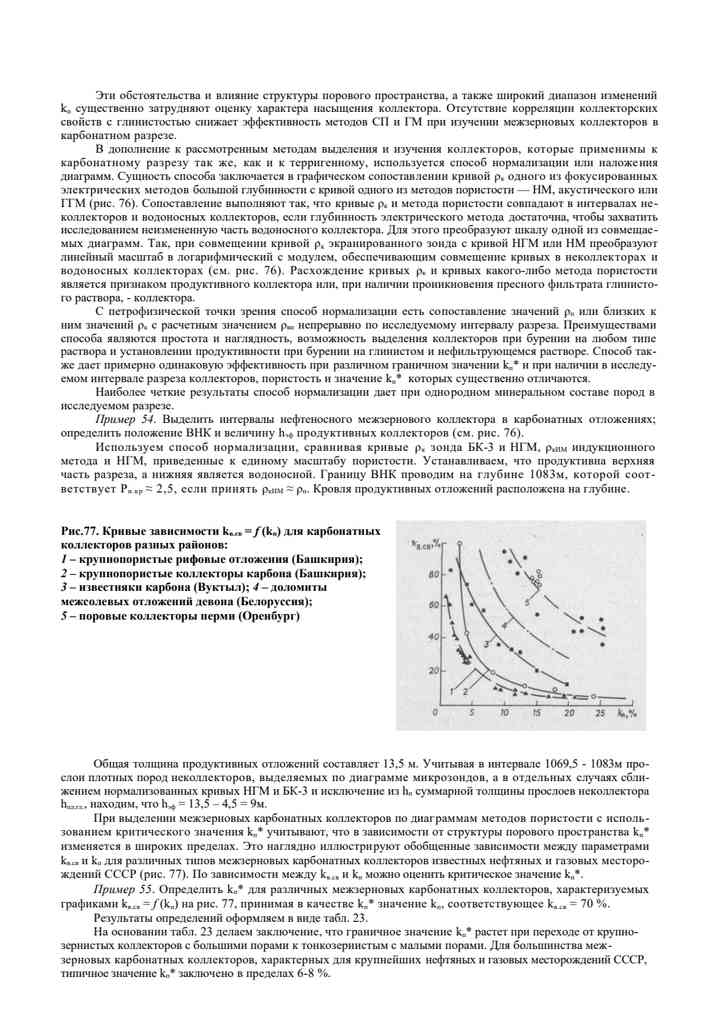 Эти обстоятельства и влияние структуры порового пространства, а также широкий диапазон изменений
kп существенно затрудняют оценку характера насыщения коллектора. Отсутствие корреляции коллекторских
свойств с глинистостью снижает эффективность методов СП и ГМ при изучении межзерновых коллекторов в
карбонатном разрезе.
В дополнение к рассмотренным методам выделения и изучения коллекторов, которые применимы к
карбонатному разрезу так же, как и к терригенному, используется способ нормализации или наложения
диаграмм. Сущность способа заключается в графическом сопоставлении кривой ρк одного из фокусированных
электрических методов большой глубинности с кривой одного из методов пористости — НМ, акустического или
ГГМ (рис. 76). Сопоставление выполняют так, что кривые ρк и метода пористости совпадают в интервалах не-
коллекторов и водоносных коллекторов, если глубинность электрического метода достаточна, чтобы захватить
исследованием неизмененную часть водоносного коллектора. Для этого преобразуют шкалу одной из совмещае-
мых диаграмм. Так, при совмещении кривой ρк экранированного зонда с кривой НГМ или НМ преобразуют
линейный масштаб в логарифмический с модулем, обеспечивающим совмещение кривых в неколлекторах и
водоносных коллекторах (см. рис. 76). Расхождение кривых ρк и кривых какого-либо метода пористости
является признаком продуктивного коллектора или, при наличии проникновения пресного фильтрата глинисто-
го раствора, - коллектора.
С петрофизической точки зрения способ нормализации есть сопоставление значений ρп или близких к
ним значений ρк с расчетным значением ρвп непрерывно по исследуемому интервалу разреза. Преимуществами
способа являются простота и наглядность, возможность выделения коллекторов при бурении на любом типе
раствора и установлении продуктивности при бурении на глинистом и нефильтрующемся растворе. Способ так-
же дает примерно одинаковую эффективность при различном граничном значении kп* и при наличии в исследу-
емом интервале разреза коллекторов, пористость и значение kп* которых существенно отличаются.
Наиболее четкие результаты способ нормализации дает при однородном минеральном составе пород в
исследуемом разрезе.
Пример 54. Выделить интервалы нефтеносного межзернового коллектора в карбонатных отложениях;
определить положение ВНК и величину hэф продуктивных коллекторов (см. рис. 76).
Используем способ нормализации, сравнивая кривые ρк зонда БК-3 и НГМ, ρкИМ индукционного
метода и НГМ, приведенные к единому масштабу пористости. Устанавливаем, что продуктивна верхняя
часть разреза, а нижняя является водоносной. Границу ВНК проводим на глубине 1083м, которой соот-
ветствует Рн.кр ≈ 2,5, если принять ρкИМ ≈ ρп. Кровля продуктивных отложений расположена на глубине.
Рис.77. Кривые зависимости kв.св = f (kп) для карбонатных
коллекторов разных районов:
1 – крупнопористые рифовые отложения (Башкирия);
2 – крупнопористые коллекторы карбона (Башкирия);
3 – известияки карбона (Вуктыл); 4 – доломиты
межсолевых отложений девона (Белоруссия);
5 – поровые коллекторы перми (Оренбург)
kв.св,%
80
5
60
4
40
3
20
1 2
0 5 10 15 20 25 kп,%
Общая толщина продуктивных отложений составляет 13,5 м. Учитывая в интервале 1069,5 - 1083м про-
слои плотных пород неколлекторов, выделяемых по диаграмме микрозондов, а в отдельных случаях сбли-
жением нормализованных кривых НГМ и БК-3 и исключение из hп суммарной толщины прослоев неколлектора
hпл.гл., находим, что hэф = 13,5 – 4,5 = 9м.
При выделении межзерновых карбонатных коллекторов по диаграммам методов пористости с исполь-
зованием критического значения kп* учитывают, что в зависимости от структуры порового пространства kп*
изменяется в широких пределах. Это наглядно иллюстрируют обобщенные зависимости между параметрами
kв.св и kп для различных типов межзерновых карбонатных коллекторов известных нефтяных и газовых месторо-
ждений СССР (рис. 77). По зависимости между kв.св и kп можно оценить критическое значение kп*.
Пример 55. Определить kп* для различных межзерновых карбонатных коллекторов, характеризуемых
графиками kв.св = f (kп) на рис. 77, принимая в качестве kп* значение kп, соответствующее kв.св = 70 %.
Результаты определений оформляем в виде табл. 23.
На основании табл. 23 делаем заключение, что граничное значение kп* растет при переходе от крупно-
зернистых коллекторов с большими порами к тонкозернистым с малыми порами. Для большинства меж-
зерновых карбонатных коллекторов, характерных для крупнейших нефтяных и газовых месторождений СССР,
типичное значение kп* заключено в пределах 6-8 %.